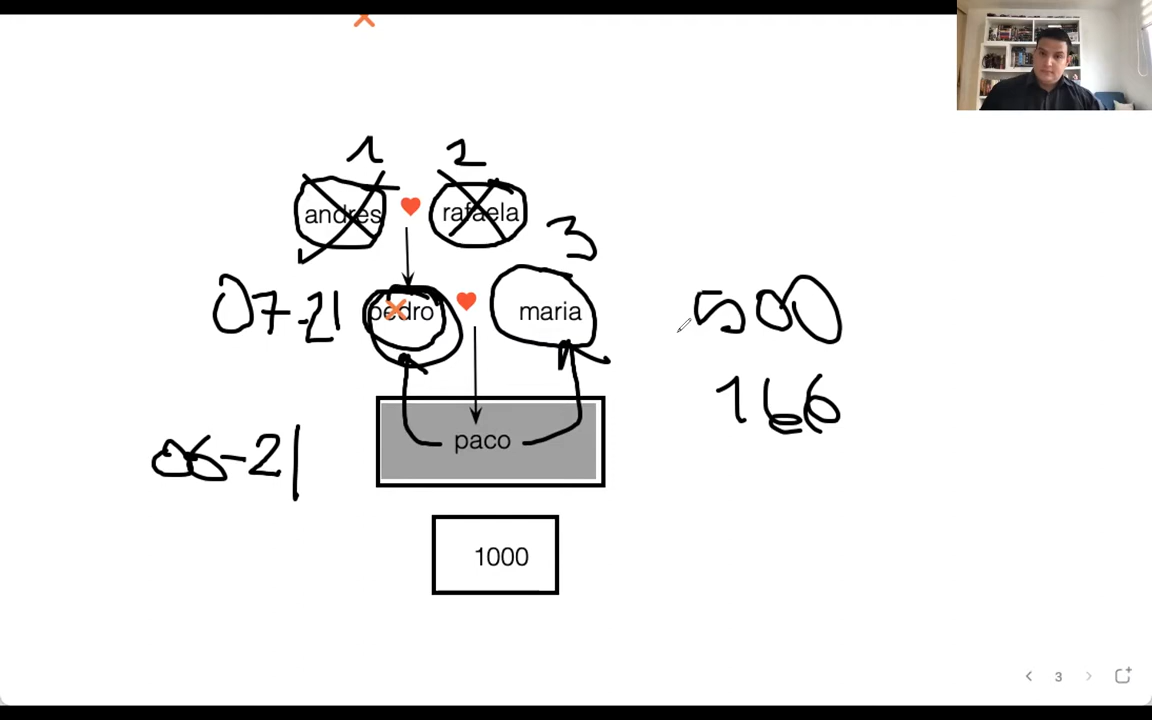 1 2
andres rafaela
3
07-21 pedro maria 500
166
06-21 paco
1000
3